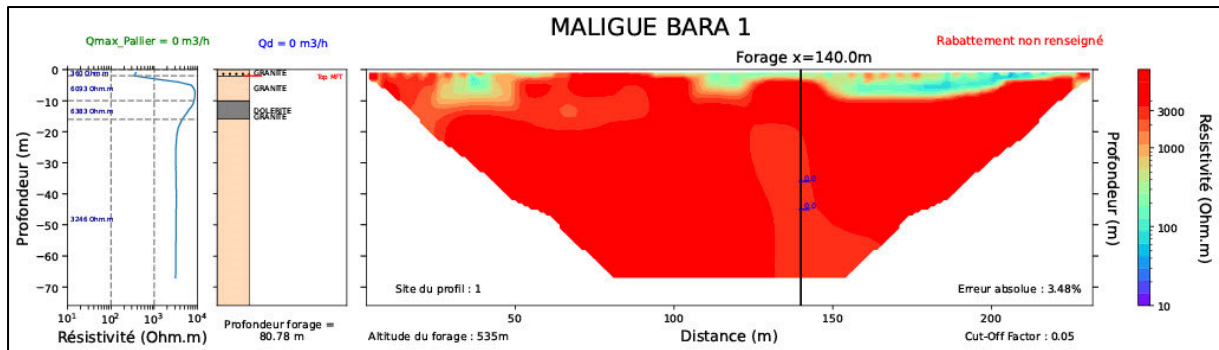 MALIGUE BARA 1
Qmax_Pallier = 0 m3/h
Qd = 0 m3/h
Forage x=140.0m
Rabattement non renseigné
0
−10
−20
−30
−40
−50
−60
−70
Profondeur (m)
6093 Ohm.m
6383 Ohm.m
3246 Ohm.m
10¹ 10² 10³ 10⁴
Résistivité (Ohm.m)
GRANITE
Top MFT
GRANITE
DOLERITE
GRANITE
Profondeur forage =
80.78 m
0.0
0.0
Site du profil : 1
Erreur absolue : 3.48%
50 100 150 200
Altitude du forage : 535m
Distance (m)
Cut-Off Factor : 0.05
Profondeur (m)
3000
1000
100
10
Résistivité (Ohm.m)